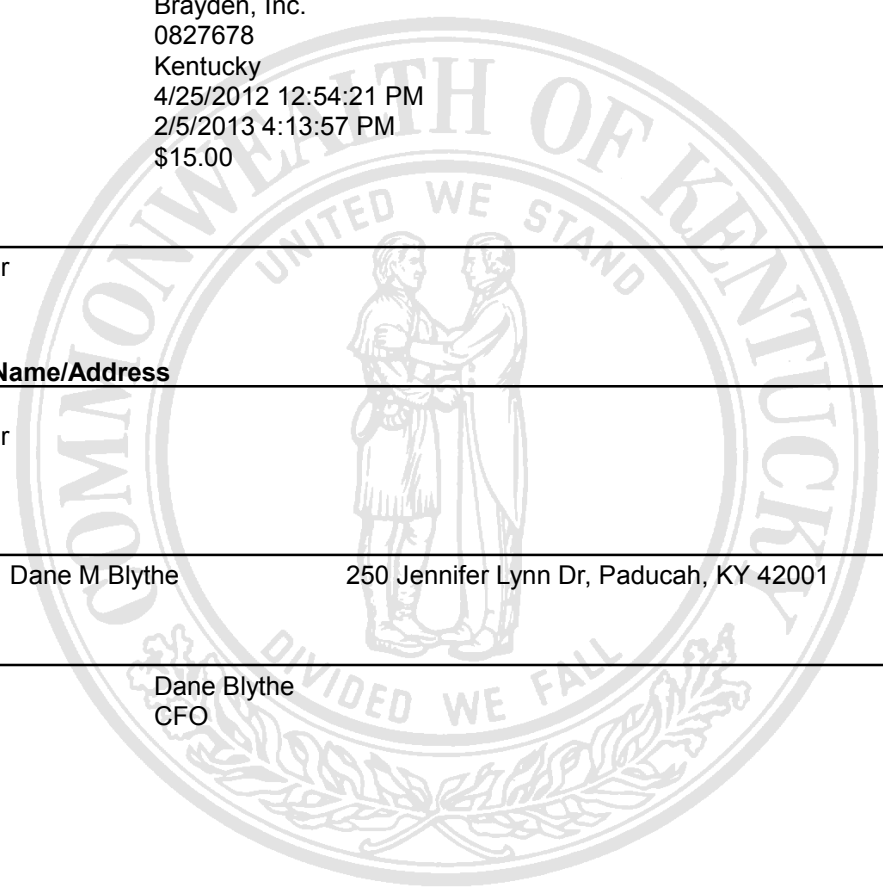 Brayden, Inc.
0827678
Kentucky
4/25/2012 12:54:21 PM
2/5/2013 4:13:57 PM
$15.00
r
Name/Address
r
Dane M Blythe 250 Jennifer Lynn Dr, Paducah, KY 42001
Dane Blythe
CFO
COMMONWEALTH OF KENTUCKY
UNITED WE STAND
DIVIDED WE FALL